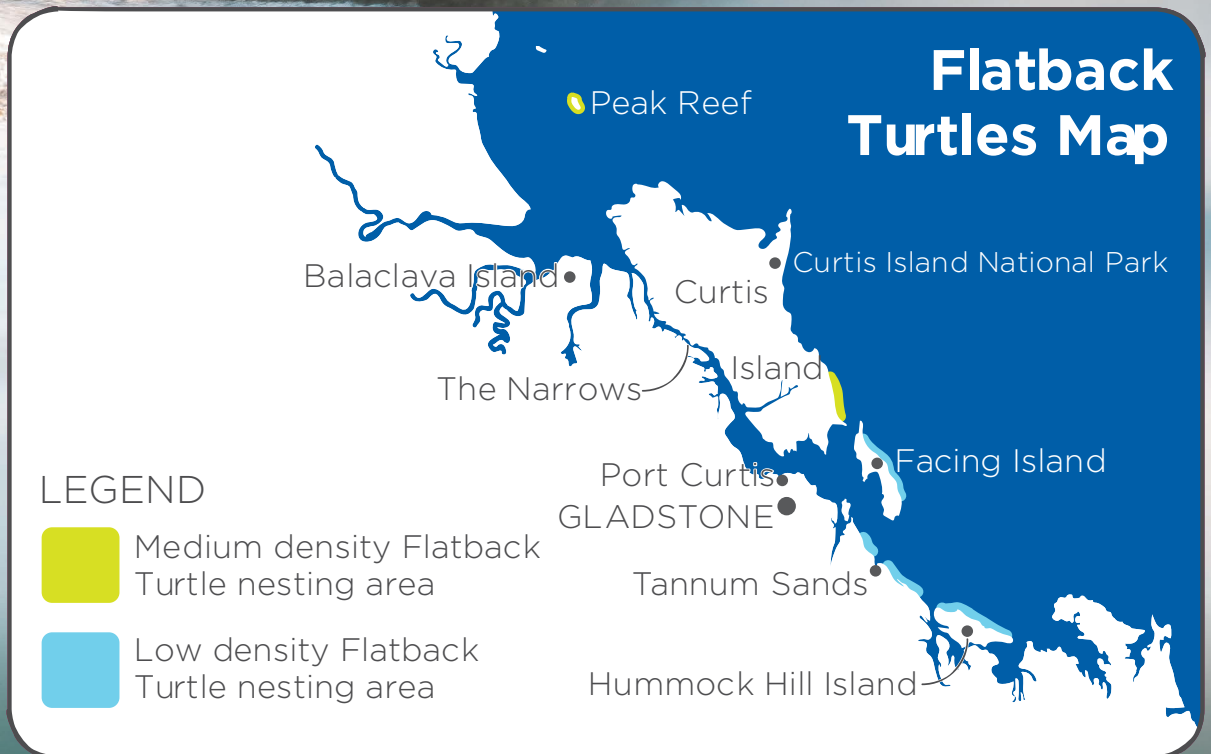 Flatback
Turtles Map
Peak Reef
Curtis Island National Park
Balaclava Island
Curtis
Island
The Narrows
Facing Island
Port Curtis
GLADSTONE
Tannum Sands
Hummock Hill Island
LEGEND
Medium density Flatback
Turtle nesting area
Low density Flatback
Turtle nesting area